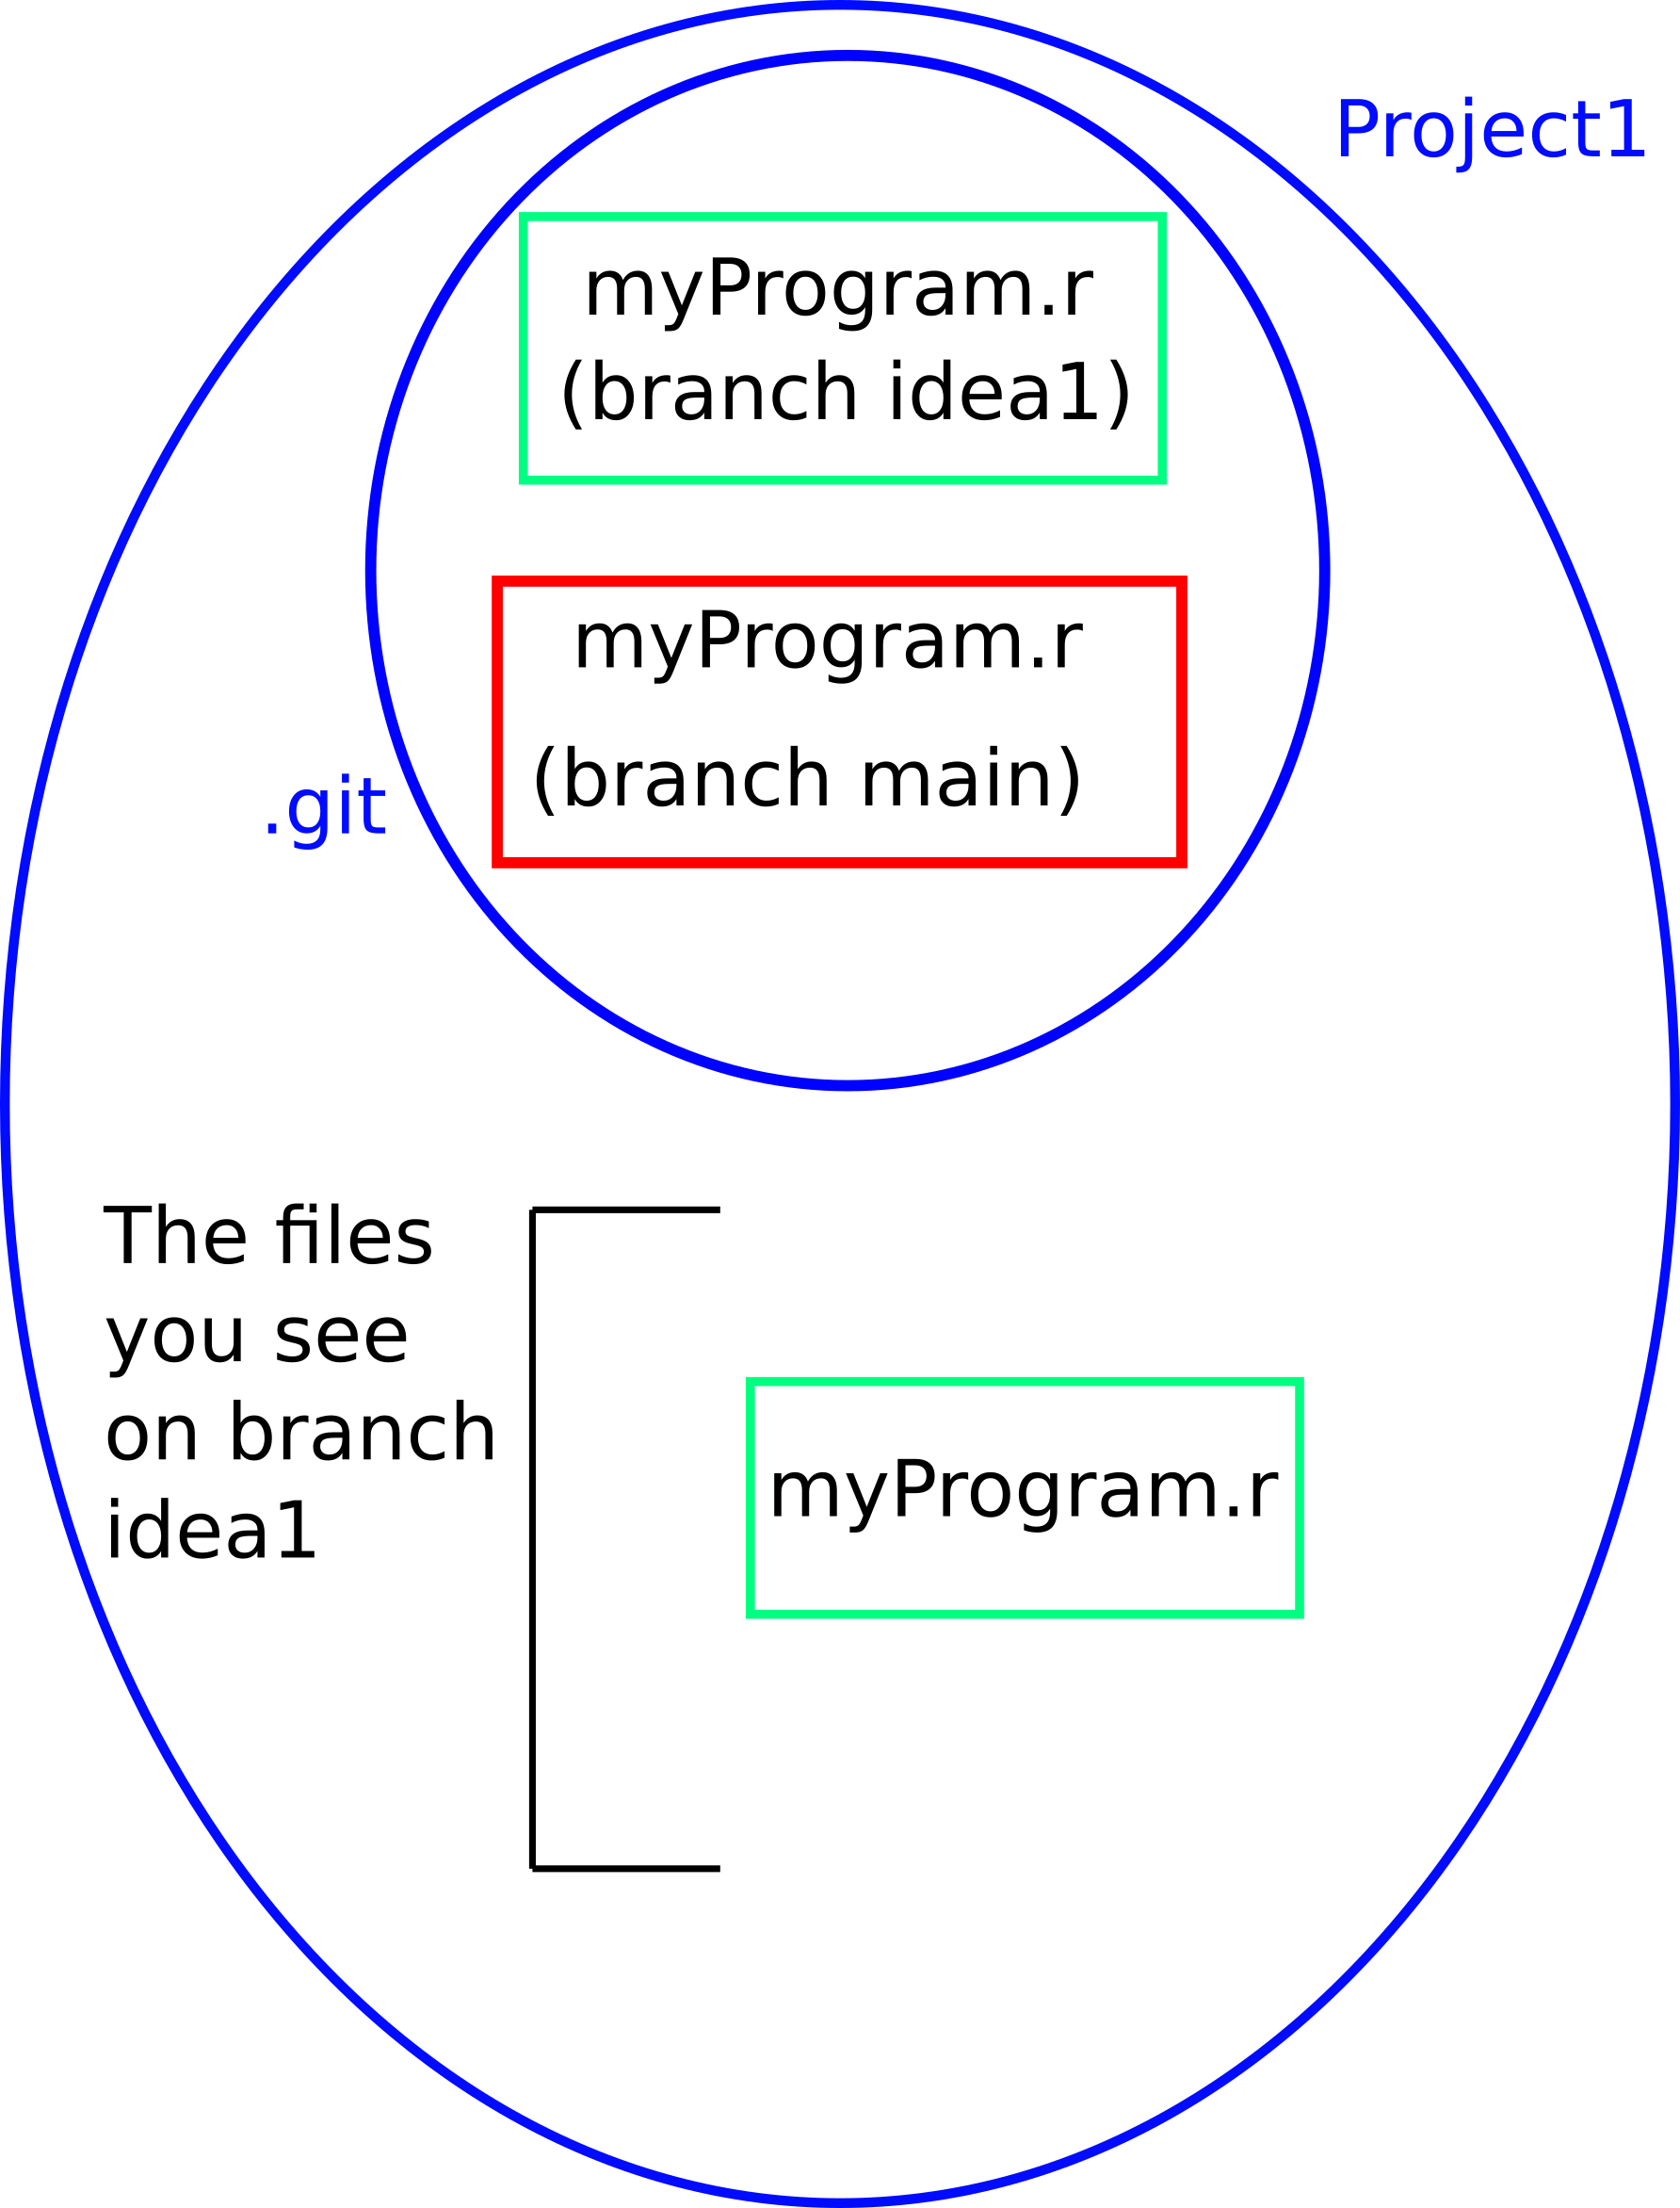 Project1
myProgram.r
(branch idea1)
myProgram.r
(branch main)
.git
The files
you see
on branch
idea1
myProgram.r